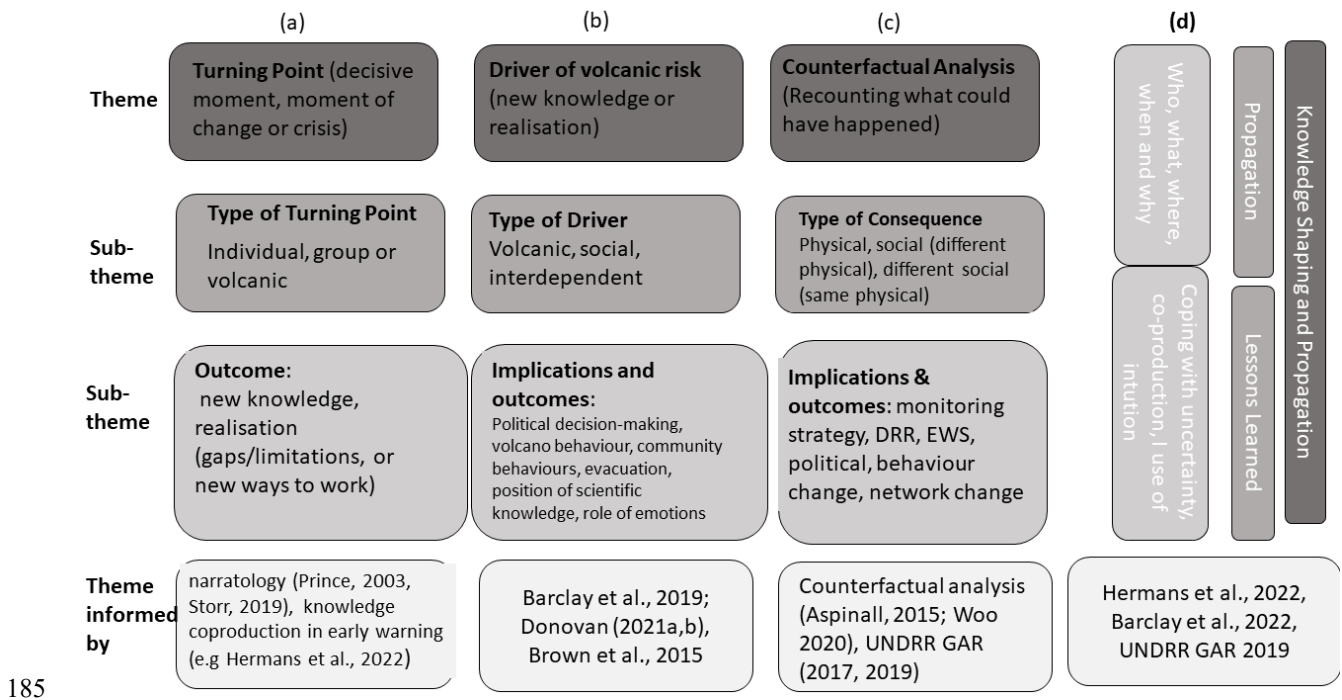 (a)
(b)
(c)
(d)
Theme
Turning Point (decisive
moment, moment of
change or crisis)
Driver of volcanic risk
(new knowledge or
realisation)
Counterfactual Analysis
(Recounting what could
have happened)
Sub-
theme
Type of Turning Point
Individual, group or
volcanic
Type of Driver
Volcanic, social,
interdependent
Type of Consequence
Physical, social (different
physical), different social
(same physical)
Sub-
theme
Outcome:
new knowledge,
realisation
(gaps/limitations, or
new ways to work)
Implications and
outcomes:
Political decision-making,
volcano behaviour, community
behaviours, evacuation,
position of scientific
knowledge, role of emotions
Implications &
outcomes: monitoring
strategy, DRR, EWS,
political, behaviour
change, network change
Who, what, where,
when and why
Coping with uncertainty,
co-production, I use of
intution
Propagation
Lessons Learned
Knowledge Shaping and Propagation
Theme
informed
by
narratology (Prince, 2003,
Storr, 2019), knowledge
coproduction in early warning
(e.g Hermans et al., 2022)
Barclay et al., 2019;
Donovan (2021a,b),
Brown et al., 2015
Counterfactual analysis
(Aspinall, 2015; Woo
2020), UNDRR GAR
(2017, 2019)
Hermans et al., 2022,
Barclay et al., 2022,
UNDRR GAR 2019
185